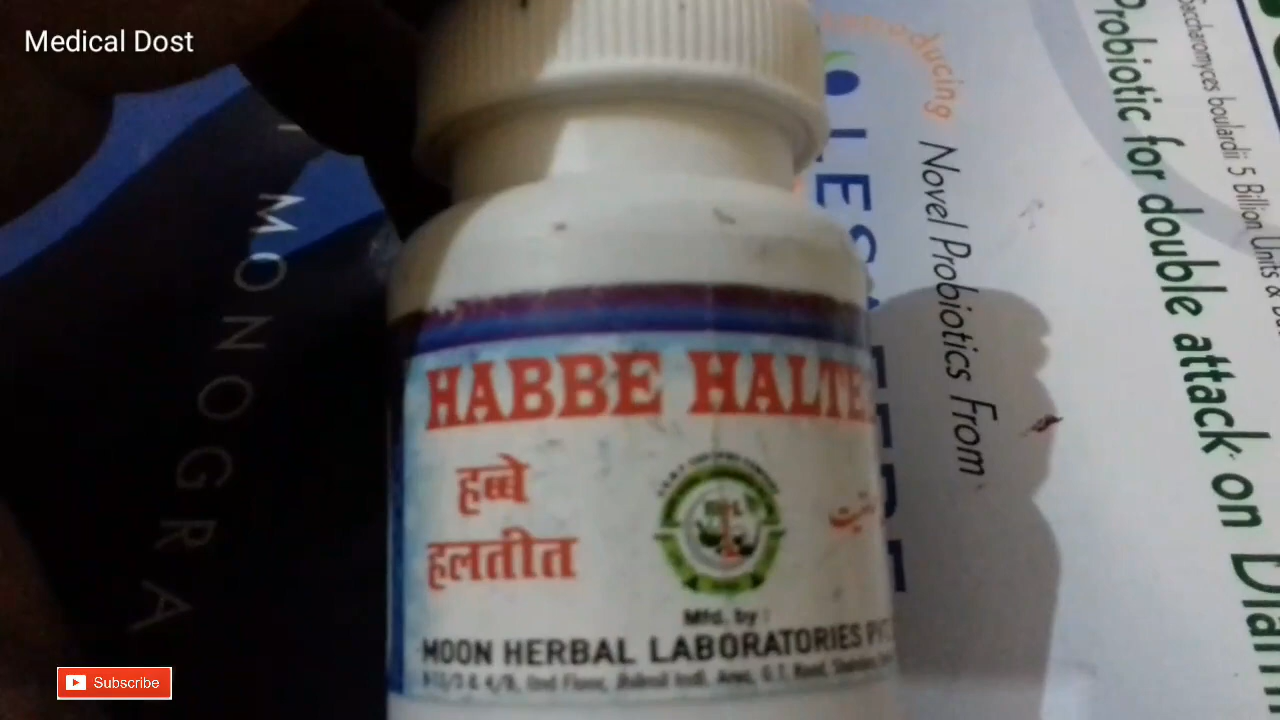 Medical Dost
MONOGRA
HABBE HALTE
हब्बे
हलतीत
Mfd. by :
MOON HERBAL LABORATORIES
Subscribe
Novel Probiotics From
Saccharomyces boulardii 5 Billion Units &
Probiotic for double attack on